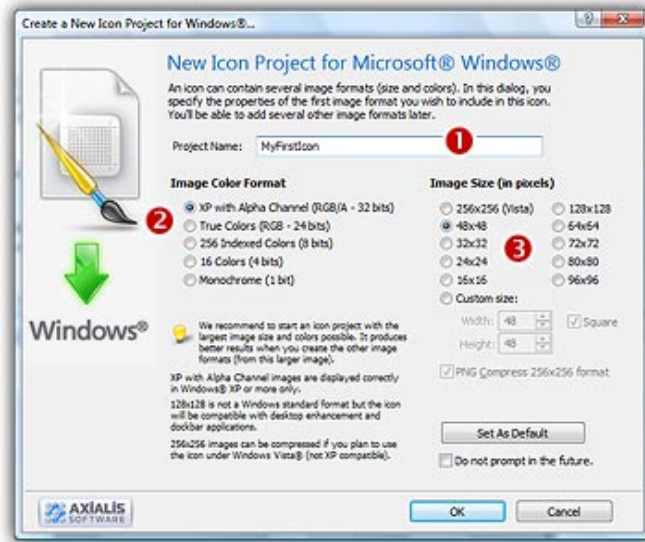 Create a New Icon Project for Windows®...
New Icon Project for Microsoft® Windows®
An icon can contain several image formats (size and colors). In this dialog, you
specify the properties of the first image format you wish to include in this icon.
You'll be able to add several other image formats later.
Project Name: MyFirstIcon
1
Image Color Format
2
XP with Alpha Channel (RGB/A - 32 bits)
True Colors (RGB - 24 bits)
256 Indexed Colors (8 bits)
16 Colors (4 bits)
Monochrome (1 bit)
Image Size (in pixels)
256x256 (Vista) 128x128
48x48 64x64
32x32 72x72
24x24 80x80
16x16 96x96
3
Custom size:
Width: 48 Square
Height: 48
PNG Compress 256x256 format
Windows®
We recommend to start an icon project with the
largest image size and colors possible. It produces
better results when you create the other image
formats (from this larger image).
XP with Alpha Channel images are displayed correctly
in Windows® XP or more only.
128x128 is not a Windows standard format but the icon
will be compatible with desktop enhancement and
dockbar applications.
256x256 images can be compressed if you plan to use
the icon under Windows Vista® (not XP compatible).
Set As Default
Do not prompt in the future.
AXIALIS
SOFTWARE
OK Cancel